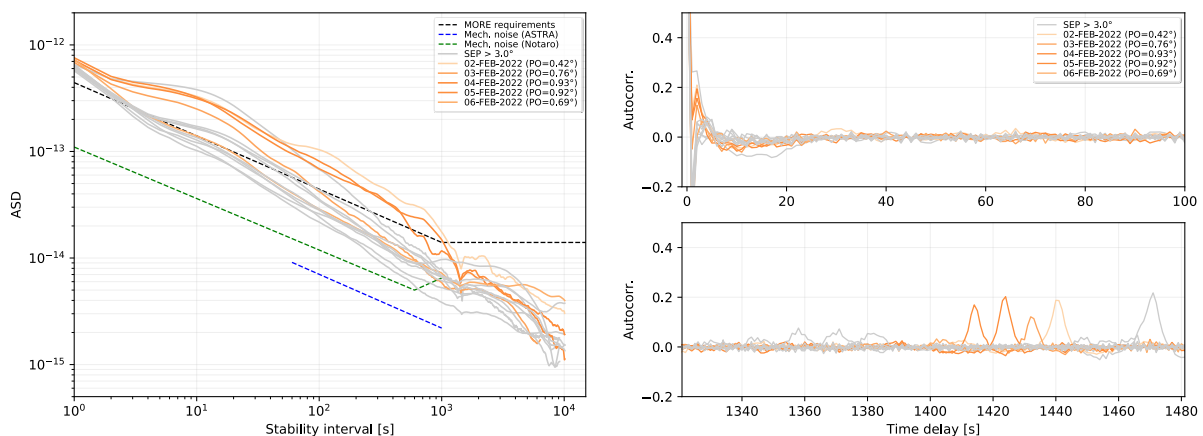 MORE requirements
Mech. noise (ASTRA)
Mech. noise (Notaro)
SEP > 3.0°
02-FEB-2022 (PO=0.42°)
03-FEB-2022 (PO=0.76°)
04-FEB-2022 (PO=0.93°)
05-FEB-2022 (PO=0.92°)
06-FEB-2022 (PO=0.69°)
10⁻¹²
10⁻¹³
10⁻¹⁴
10⁻¹⁵
ASD
10⁰
10¹
10²
10³
10⁴
Stability interval [s]
SEP > 3.0°
02-FEB-2022 (PO=0.42°)
03-FEB-2022 (PO=0.76°)
04-FEB-2022 (PO=0.93°)
05-FEB-2022 (PO=0.92°)
06-FEB-2022 (PO=0.69°)
Autocorr.
0.4
0.2
0.0
−0.2
0
20
40
60
80
100
Autocorr.
0.4
0.2
0.0
−0.2
1340
1360
1380
1400
1420
1440
1460
1480
Time delay [s]